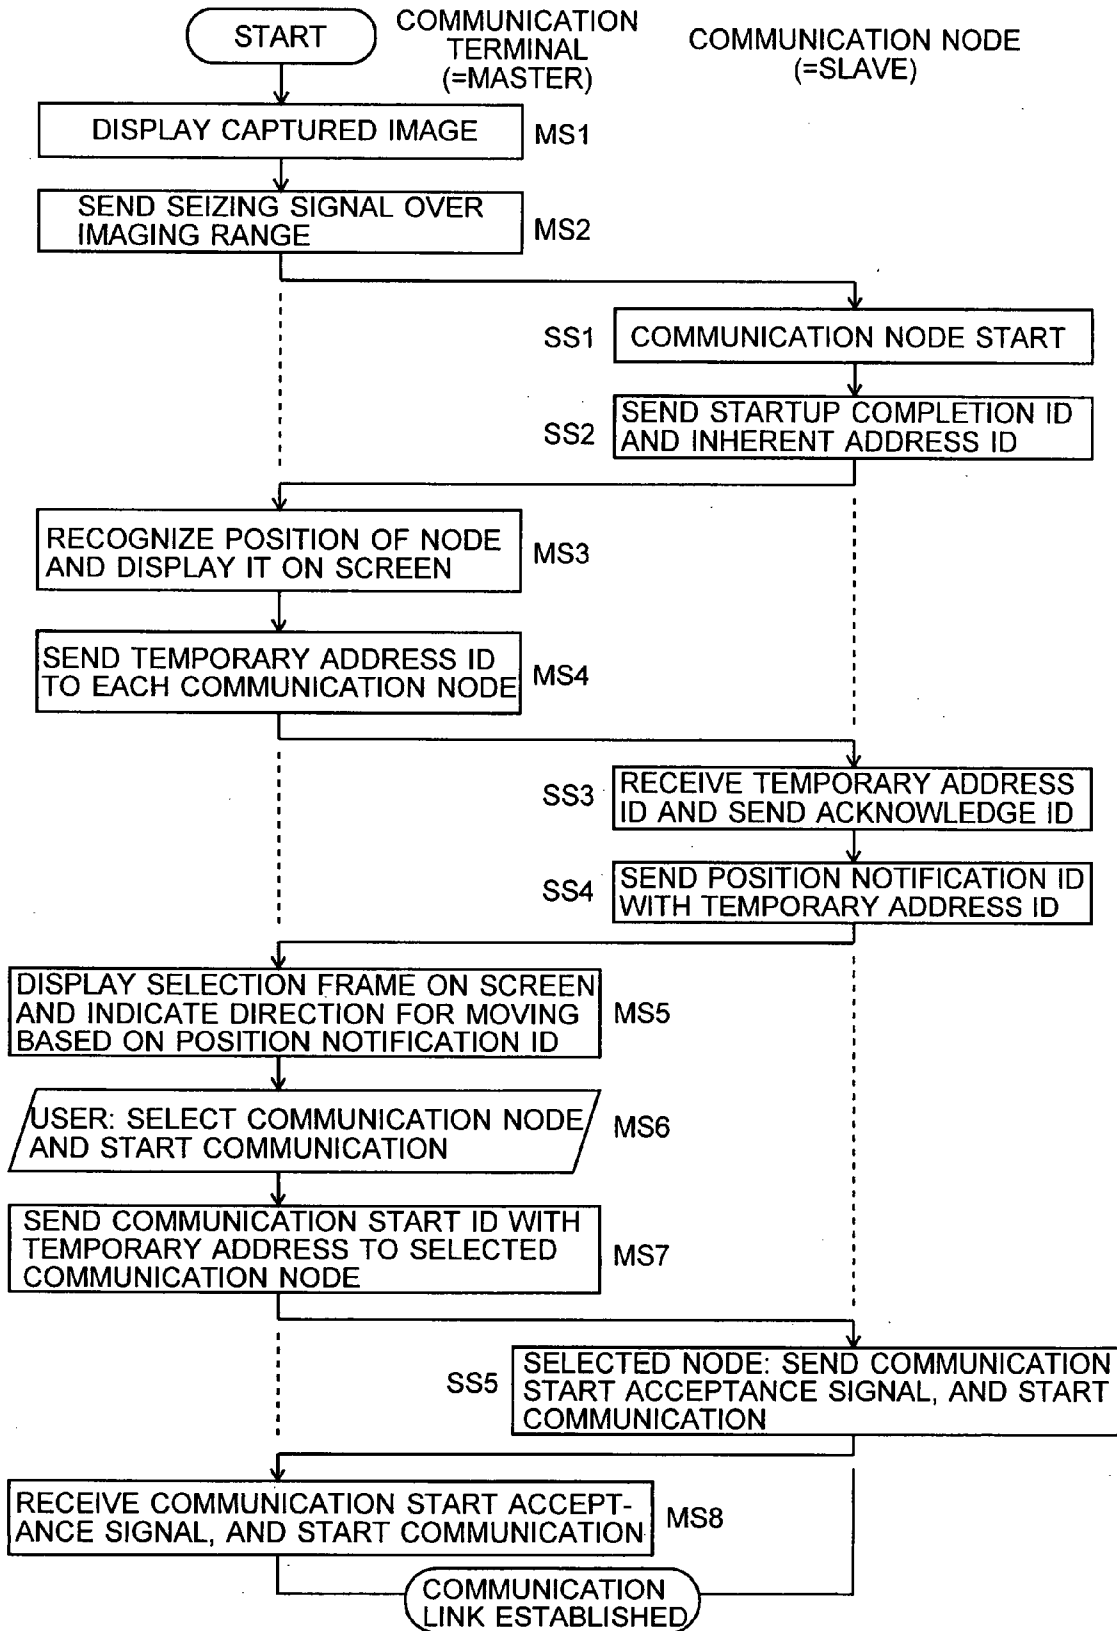 START
COMMUNICATION
TERMINAL
(=MASTER)
COMMUNICATION NODE
(=SLAVE)
DISPLAY CAPTURED IMAGE
MS1
SEND SEIZING SIGNAL OVER
IMAGING RANGE
MS2
SS1
COMMUNICATION NODE START
SS2
SEND STARTUP COMPLETION ID
AND INHERENT ADDRESS ID
RECOGNIZE POSITION OF NODE
AND DISPLAY IT ON SCREEN
MS3
SEND TEMPORARY ADDRESS ID
TO EACH COMMUNICATION NODE
MS4
SS3
RECEIVE TEMPORARY ADDRESS
ID AND SEND ACKNOWLEDGE ID
SS4
SEND POSITION NOTIFICATION ID
WITH TEMPORARY ADDRESS ID
DISPLAY SELECTION FRAME ON SCREEN
AND INDICATE DIRECTION FOR MOVING
BASED ON POSITION NOTIFICATION ID
MS5
USER: SELECT COMMUNICATION NODE
AND START COMMUNICATION
MS6
SEND COMMUNICATION START ID WITH
TEMPORARY ADDRESS TO SELECTED
COMMUNICATION NODE
MS7
SS5
SELECTED NODE: SEND COMMUNICATION
START ACCEPTANCE SIGNAL, AND START
COMMUNICATION
RECEIVE COMMUNICATION START ACCEPT-
ANCE SIGNAL, AND START COMMUNICATION
MS8
COMMUNICATION
LINK ESTABLISHED